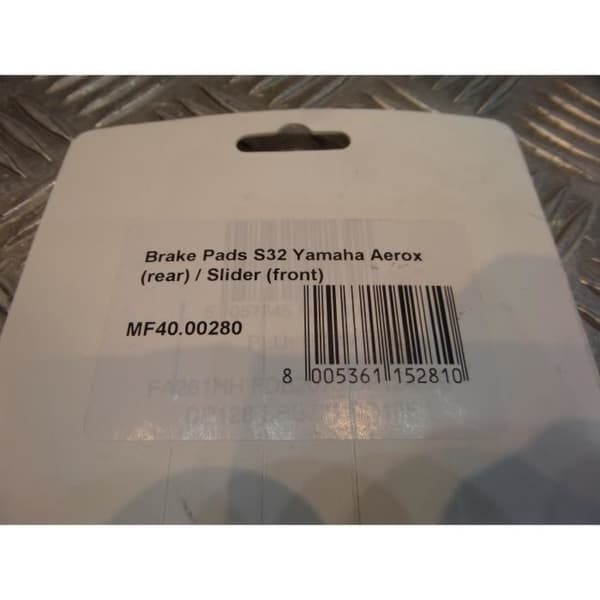 Brake Pads S32 Yamaha Aerox
(rear) / Slider (front)
MF40.00280
8 005361 152810